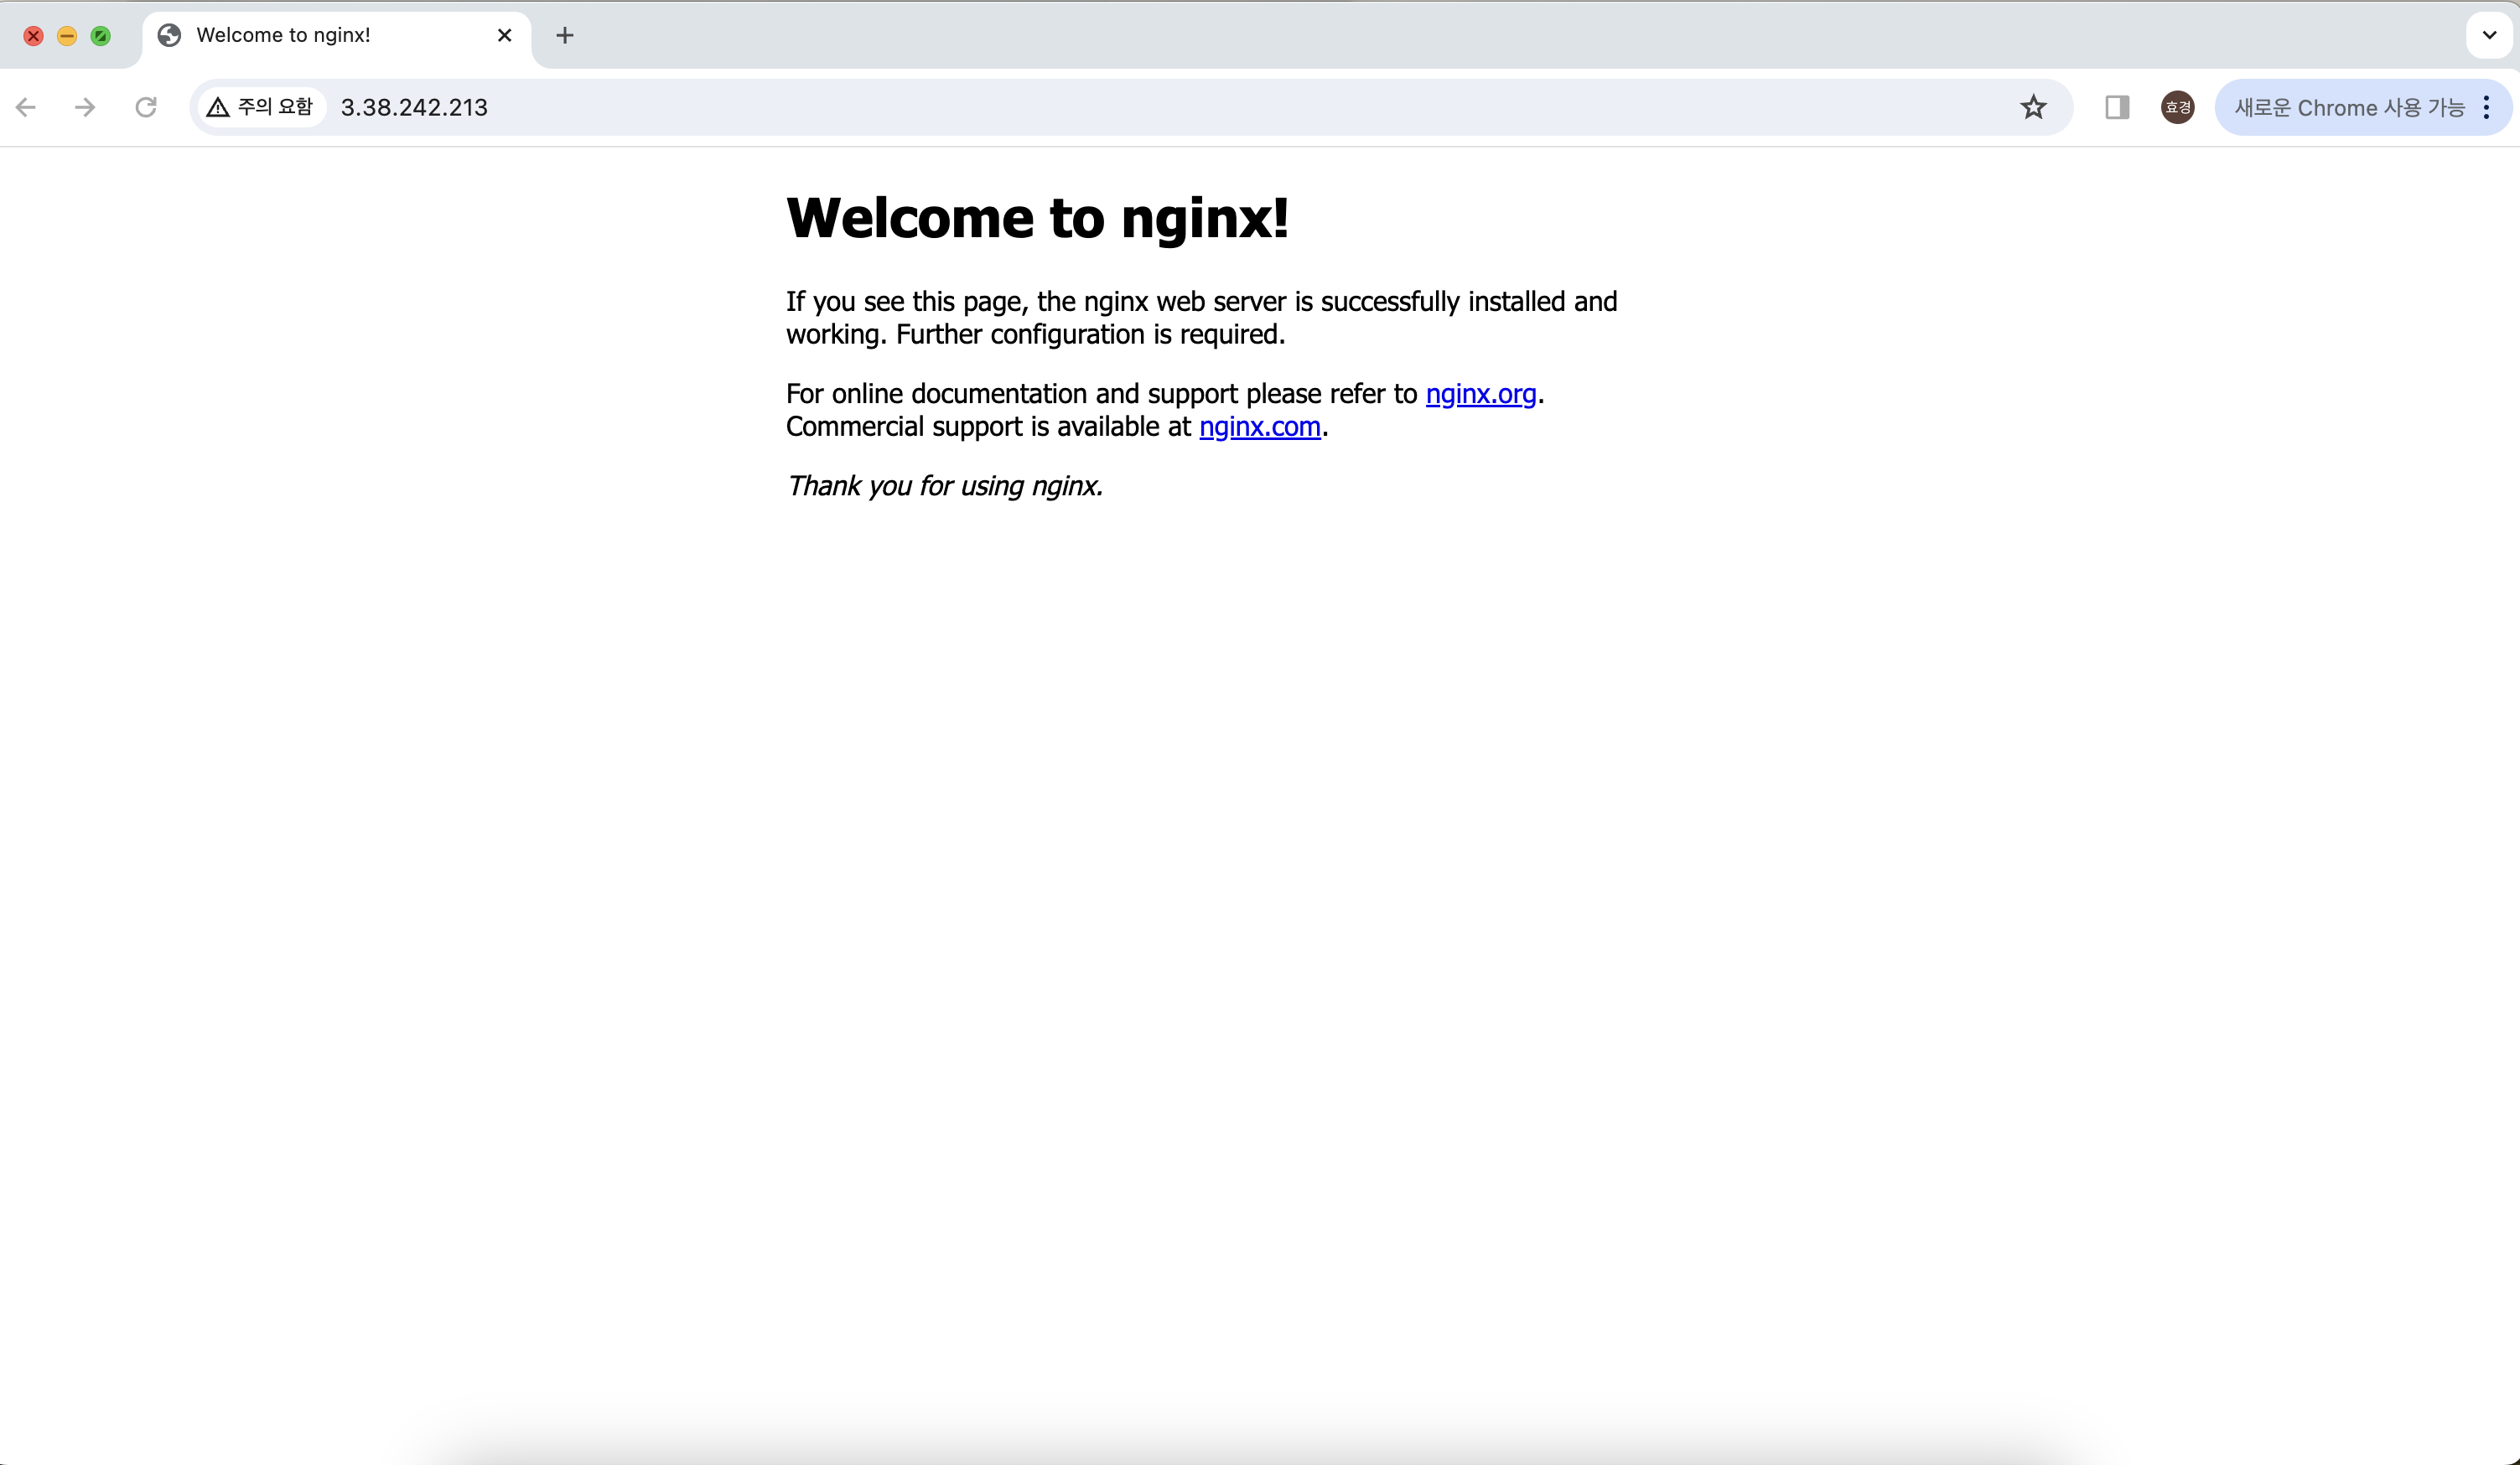 Welcome to nginx!
주의 요함 3.38.242.213 효경 새로운 Chrome 사용 가능
Welcome to nginx!
If you see this page, the nginx web server is successfully installed and
working. Further configuration is required.
For online documentation and support please refer to nginx.org.
Commercial support is available at nginx.com.
Thank you for using nginx.